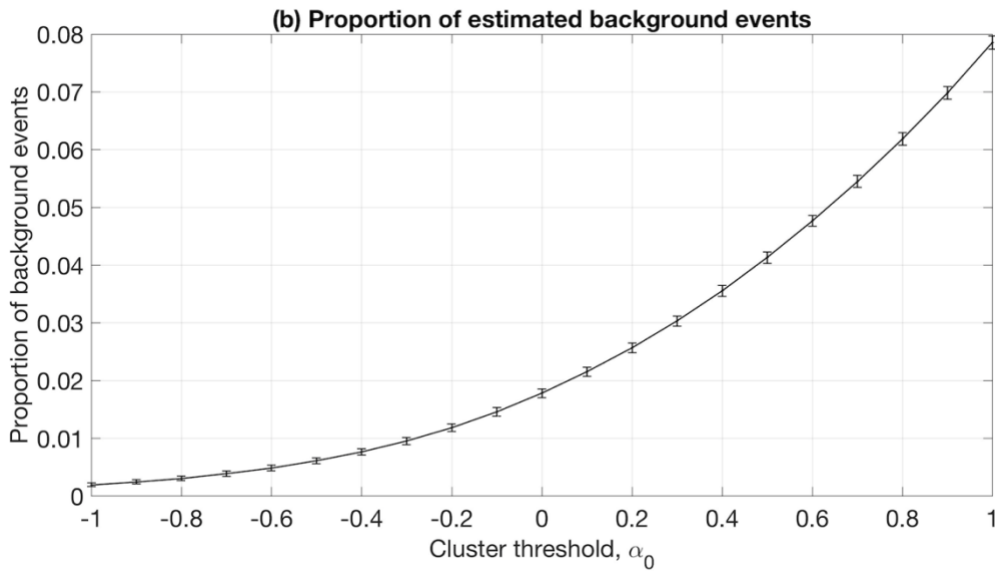 (b) Proportion of estimated background events
0.08
0.07
0.06
0.05
0.04
0.03
0.02
0.01
0
Proportion of background events
-1 -0.8 -0.6 -0.4 -0.2 0 0.2 0.4 0.6 0.8 1
Cluster threshold, α₀